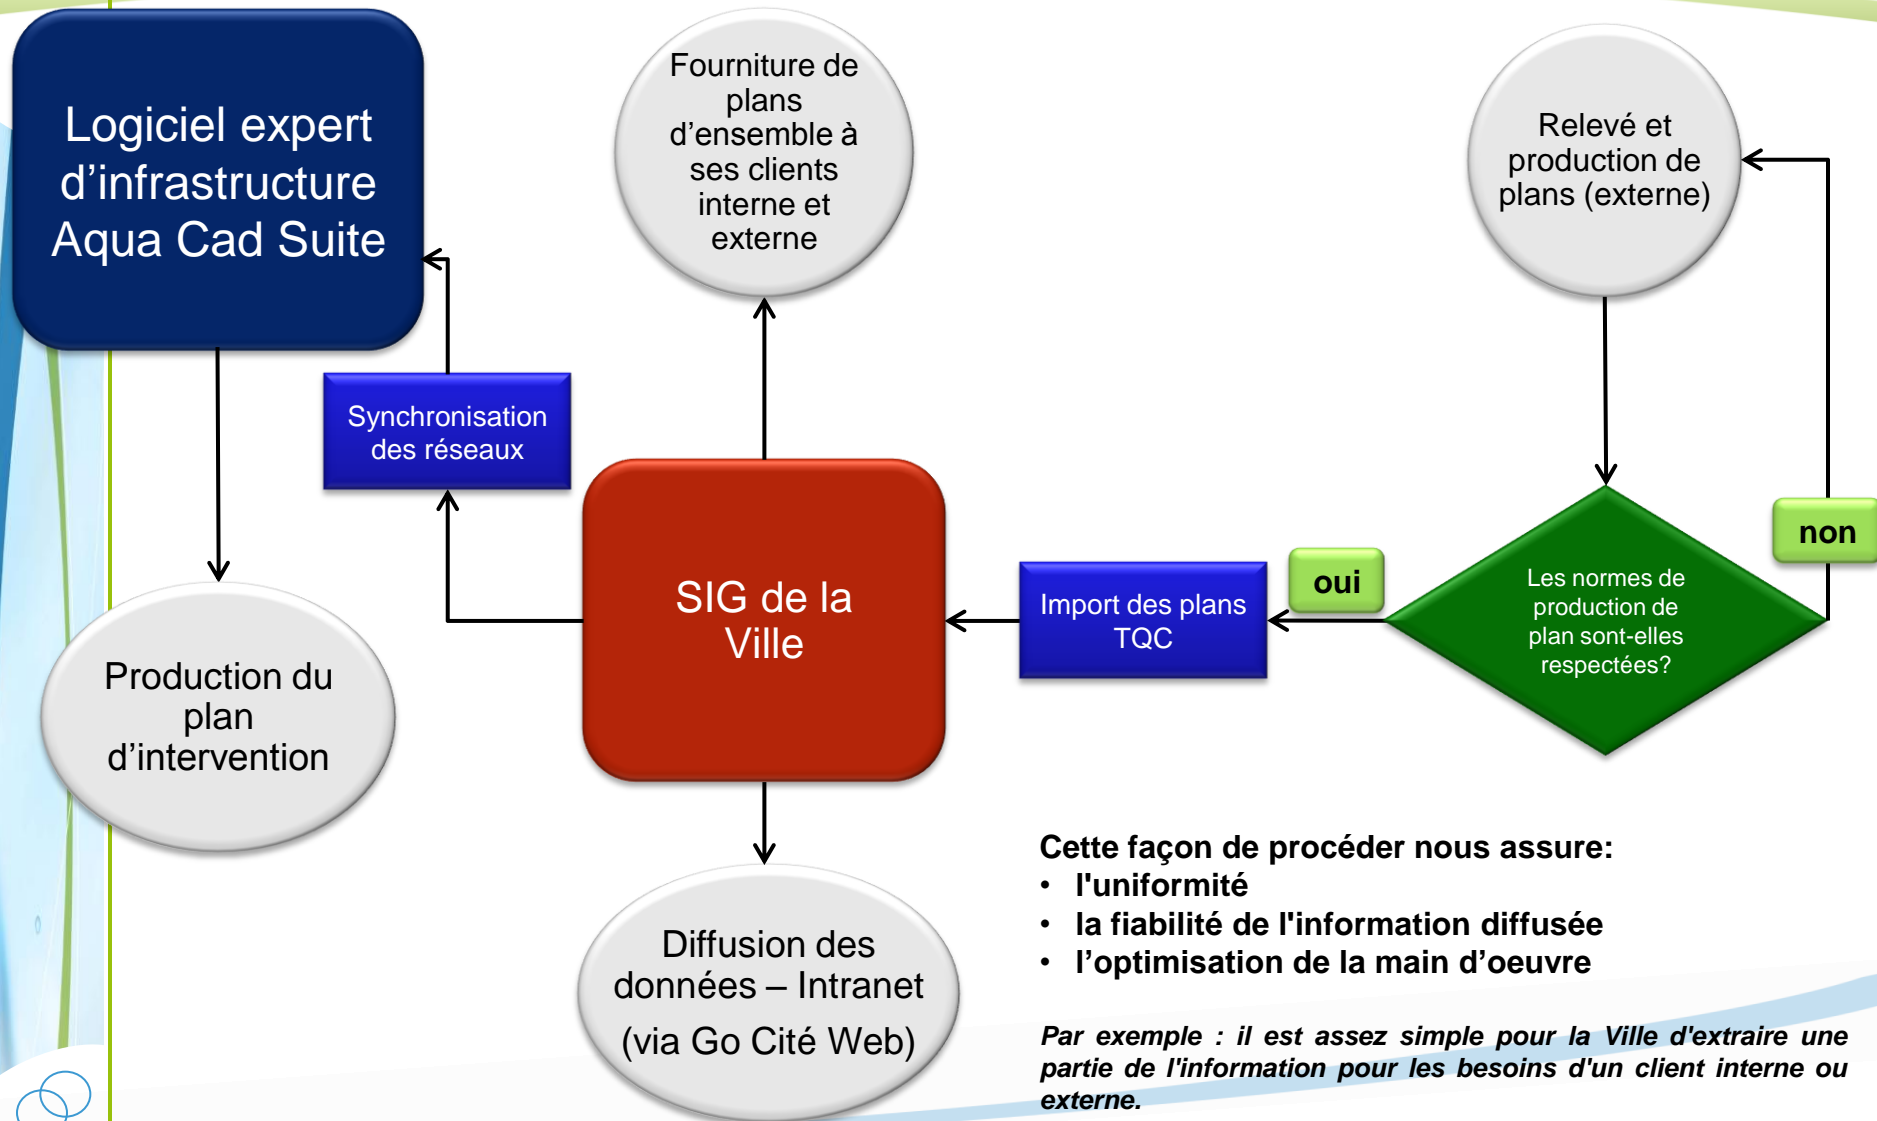 Logiciel expert
d’infrastructure
Aqua Cad Suite
Fourniture de
plans
d’ensemble à
ses clients
interne et
externe
Relevé et
production de
plans (externe)
Synchronisation
des réseaux
SIG de la
Ville
Import des plans
TQC
oui
non
Les normes de
production de
plan sont-elles
respectées?
Production du
plan
d’intervention
Diffusion des
données – Intranet
(via Go Cité Web)
Cette façon de procéder nous assure:
• l'uniformité
• la fiabilité de l'information diffusée
• l’optimisation de la main d’oeuvre
Par exemple : il est assez simple pour la Ville d'extraire une
partie de l'information pour les besoins d'un client interne ou
externe.